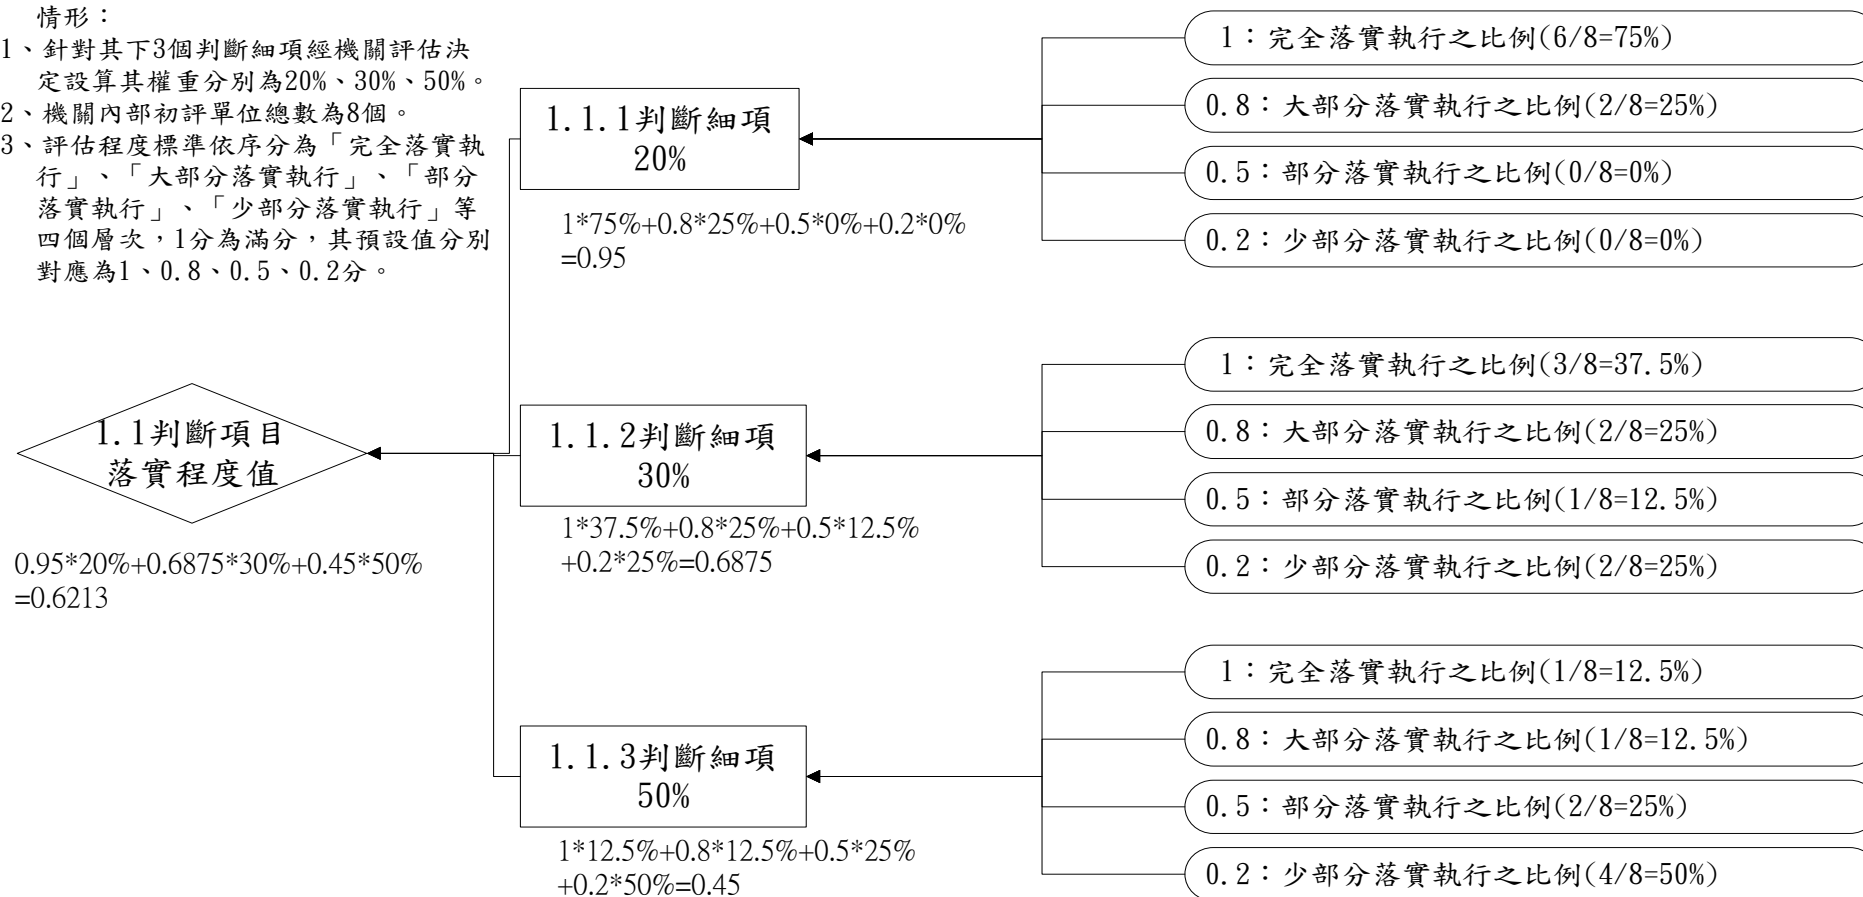 情形：
1、針對其下3個判斷細項經機關評估決
定設算其權重分別為20%、30%、50%。
2、機關內部初評單位總數為8個。
3、評估程度標準依序分為「完全落實執
行」、「大部分落實執行」、「部分
落實執行」、「少部分落實執行」等
四個層次，1分為滿分，其預設值分別
對應為1、0.8、0.5、0.2分。
1.1判斷項目
落實程度值
0.95*20%+0.6875*30%+0.45*50%
=0.6213
1.1.1判斷細項
20%
1*75%+0.8*25%+0.5*0%+0.2*0%
=0.95
1：完全落實執行之比例(6/8=75%)
0.8：大部分落實執行之比例(2/8=25%)
0.5：部分落實執行之比例(0/8=0%)
0.2：少部分落實執行之比例(0/8=0%)
1.1.2判斷細項
30%
1*37.5%+0.8*25%+0.5*12.5%
+0.2*25%=0.6875
1：完全落實執行之比例(3/8=37.5%)
0.8：大部分落實執行之比例(2/8=25%)
0.5：部分落實執行之比例(1/8=12.5%)
0.2：少部分落實執行之比例(2/8=25%)
1.1.3判斷細項
50%
1*12.5%+0.8*12.5%+0.5*25%
+0.2*50%=0.45
1：完全落實執行之比例(1/8=12.5%)
0.8：大部分落實執行之比例(1/8=12.5%)
0.5：部分落實執行之比例(2/8=25%)
0.2：少部分落實執行之比例(4/8=50%)